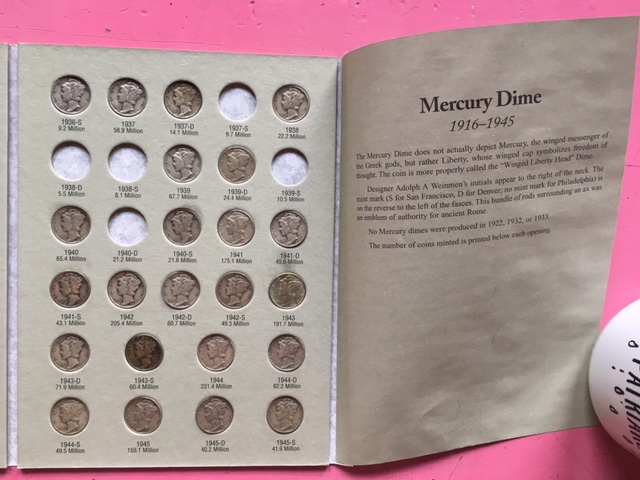 1936-S 1937 1937-D 1937-S 1938
9.2 Million 56.9 Million 14.1 Million 9.7 Million 22.2 Million
1938-D 1938-S 1939 1939-D 1939-S
5.5 Million 8.1 Million 67.7 Million 24.4 Million 10.5 Million
1940 1940-D 1940-S 1941 1941-D
65.4 Million 21.2 Million 21.8 Million 175.1 Million 45.6 Million
1941-S 1942 1942-D 1942-S 1943
43.1 Million 205.4 Million 60.7 Million 49.3 Million 191.7 Million
1943-D 1943-S 1944 1944-D
71.9 Million 60.4 Million 231.4 Million 62.2 Million
1944-S 1945 1945-D 1945-S
49.5 Million 159.1 Million 40.2 Million 41.9 Million
Mercury Dime
1916–1945
The Mercury Dime does not actually depict Mercury, the winged messenger of
the Greek gods, but rather Liberty, whose winged cap symbolizes freedom of
thought. The coin is more properly called the "Winged Liberty Head" Dime.
Designer Adolph A Weinmen's initials appear to the right of the neck. The
mint mark (S for San Francisco, D for Denver; no mint mark for Philadelphia) is
on the reverse to the left of the fasces. This bundle of rods surrounding an ax was
an emblem of authority for ancient Rome.
No Mercury dimes were produced in 1922, 1932, or 1933.
The number of coins minted is printed below each opening.